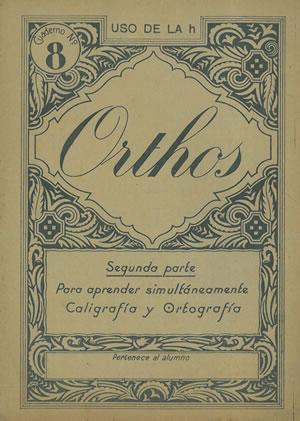 USO DE LA h
Cuaderno Nº
8
Orthos
Segunda parte
Para aprender simultáneamente
Caligrafía y Ortografía
Pertenece al alumno